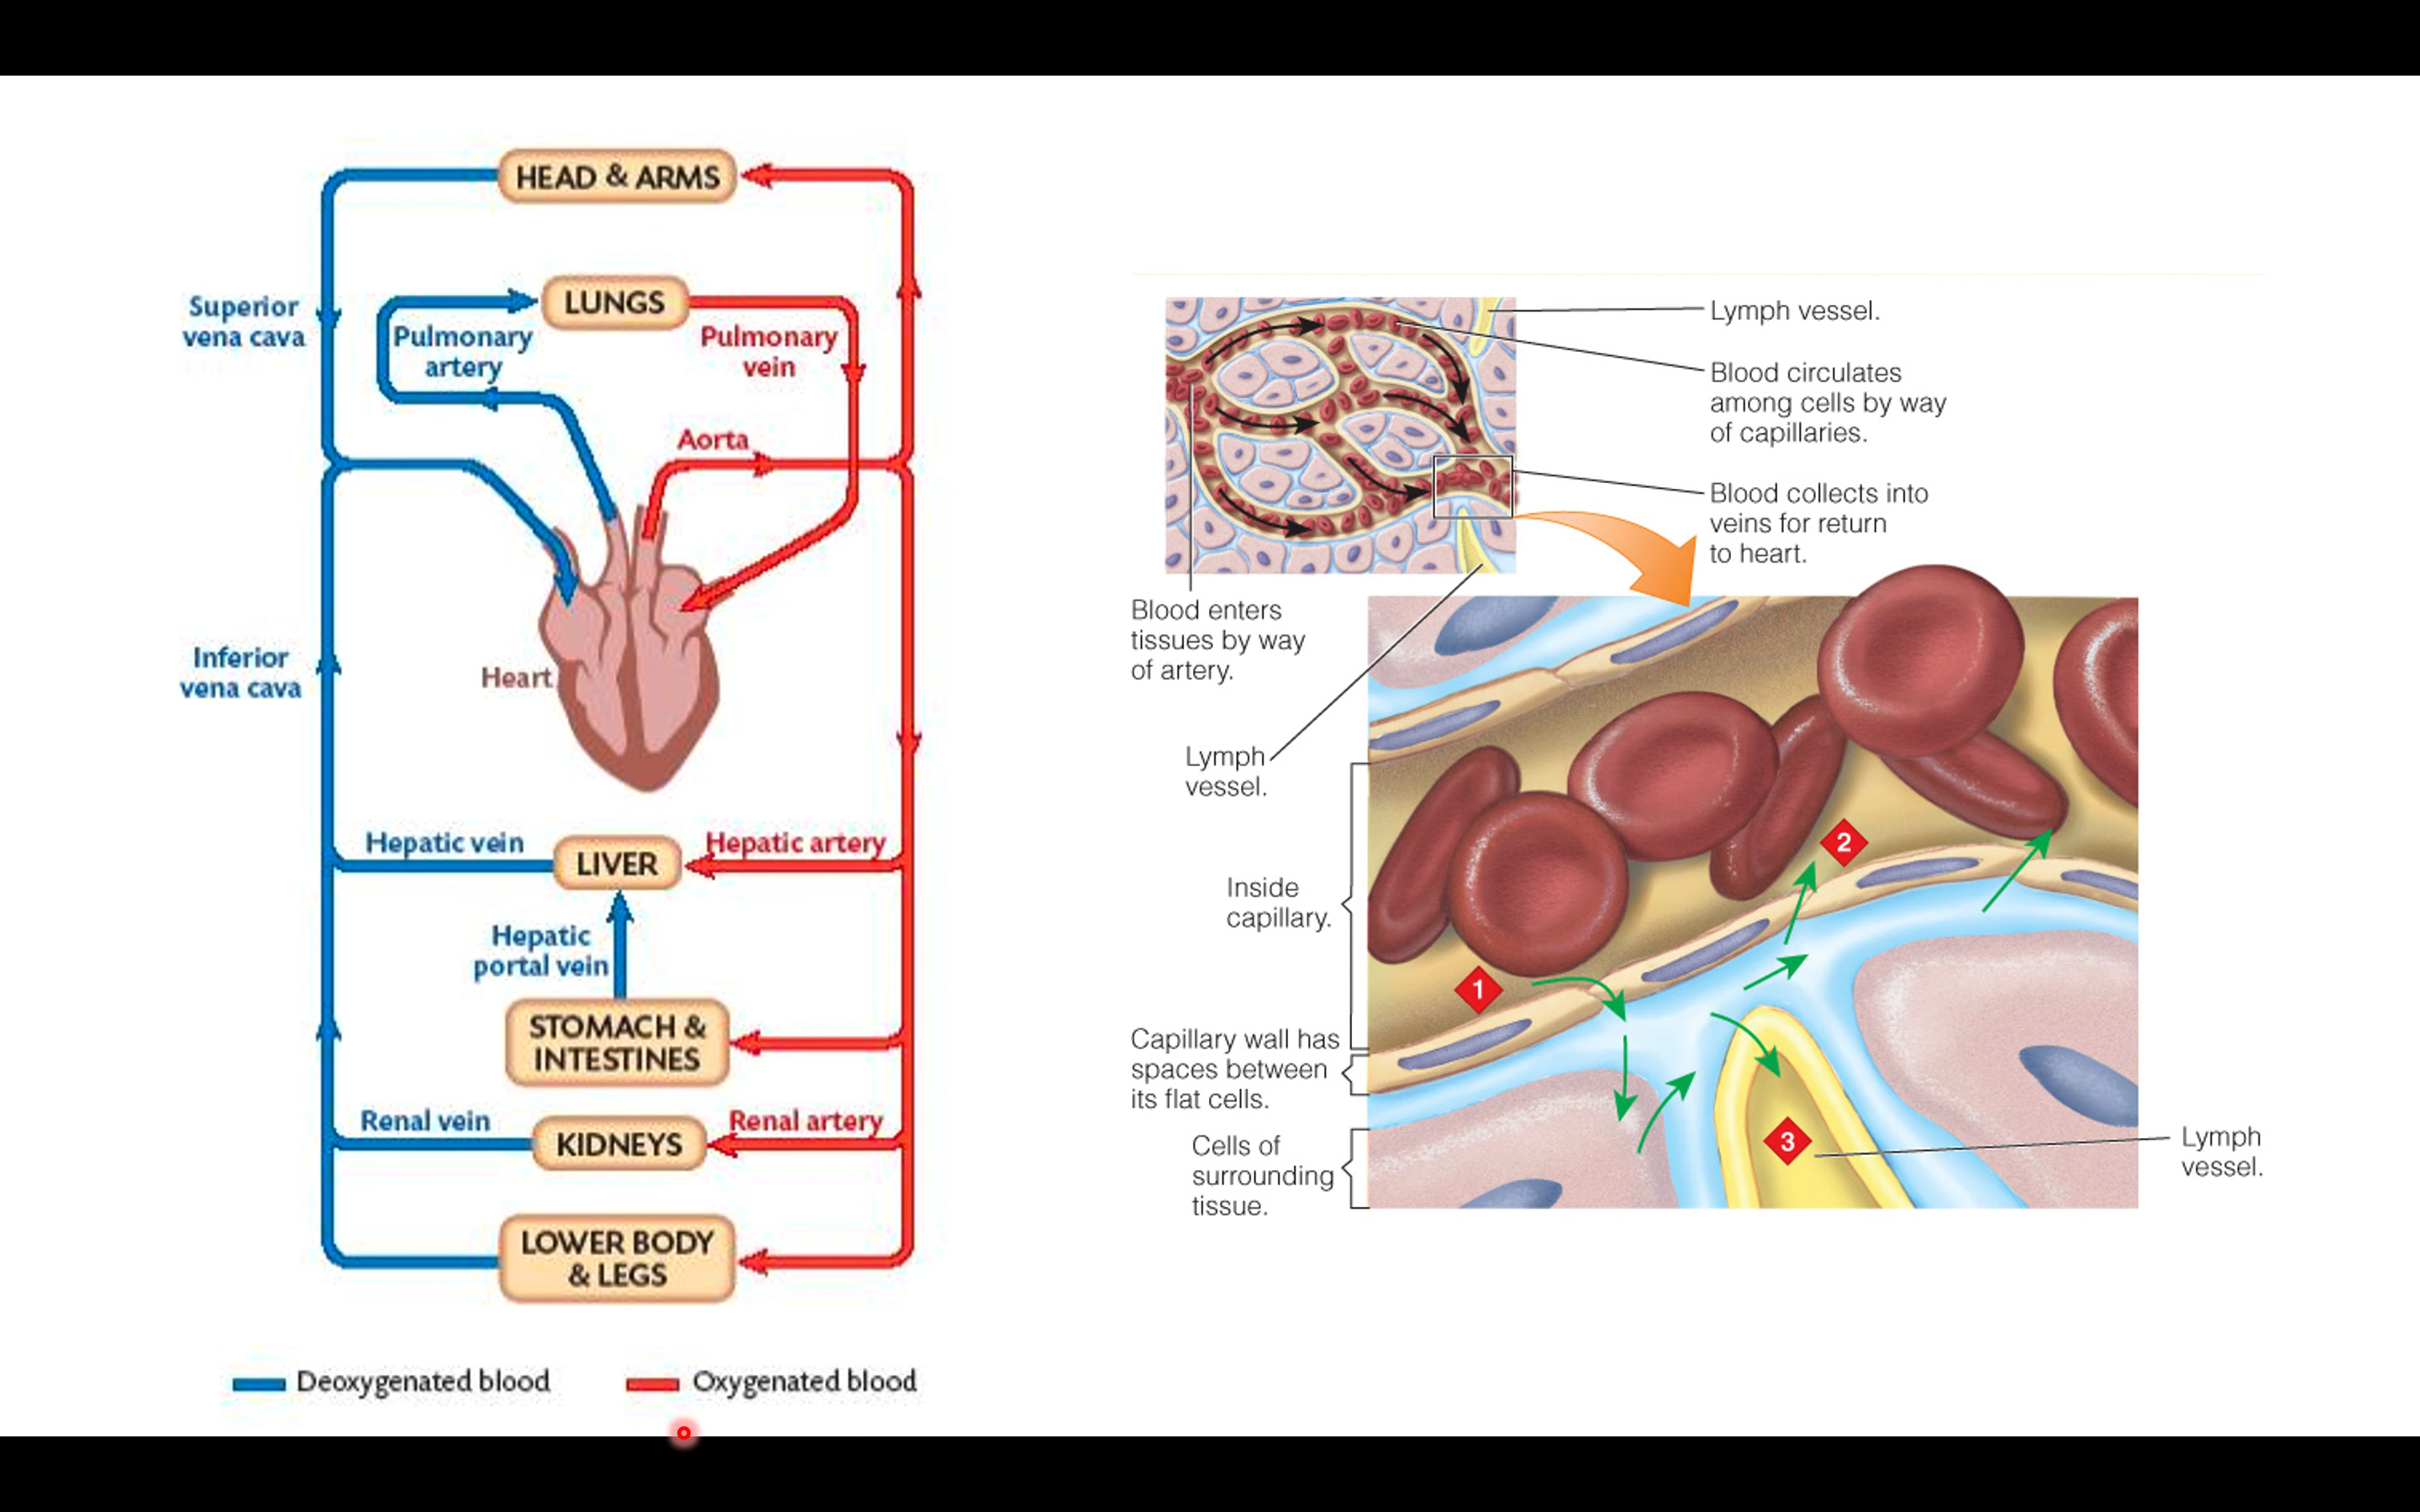 HEAD & ARMS
LUNGS
Superior
vena cava
Pulmonary
artery
Pulmonary
vein
Aorta
Inferior
vena cava
Heart
Hepatic vein
LIVER
Hepatic artery
Hepatic
portal vein
STOMACH &
INTESTINES
Renal vein
KIDNEYS
Renal artery
LOWER BODY
& LEGS
Deoxygenated blood
Oxygenated blood
Lymph vessel.
Blood circulates
among cells by way
of capillaries.
Blood collects into
veins for return
to heart.
Blood enters
tissues by way
of artery.
Lymph
vessel.
Inside
capillary.
Capillary wall has
spaces between
its flat cells.
Cells of
surrounding
tissue.
1
2
3
Lymph
vessel.